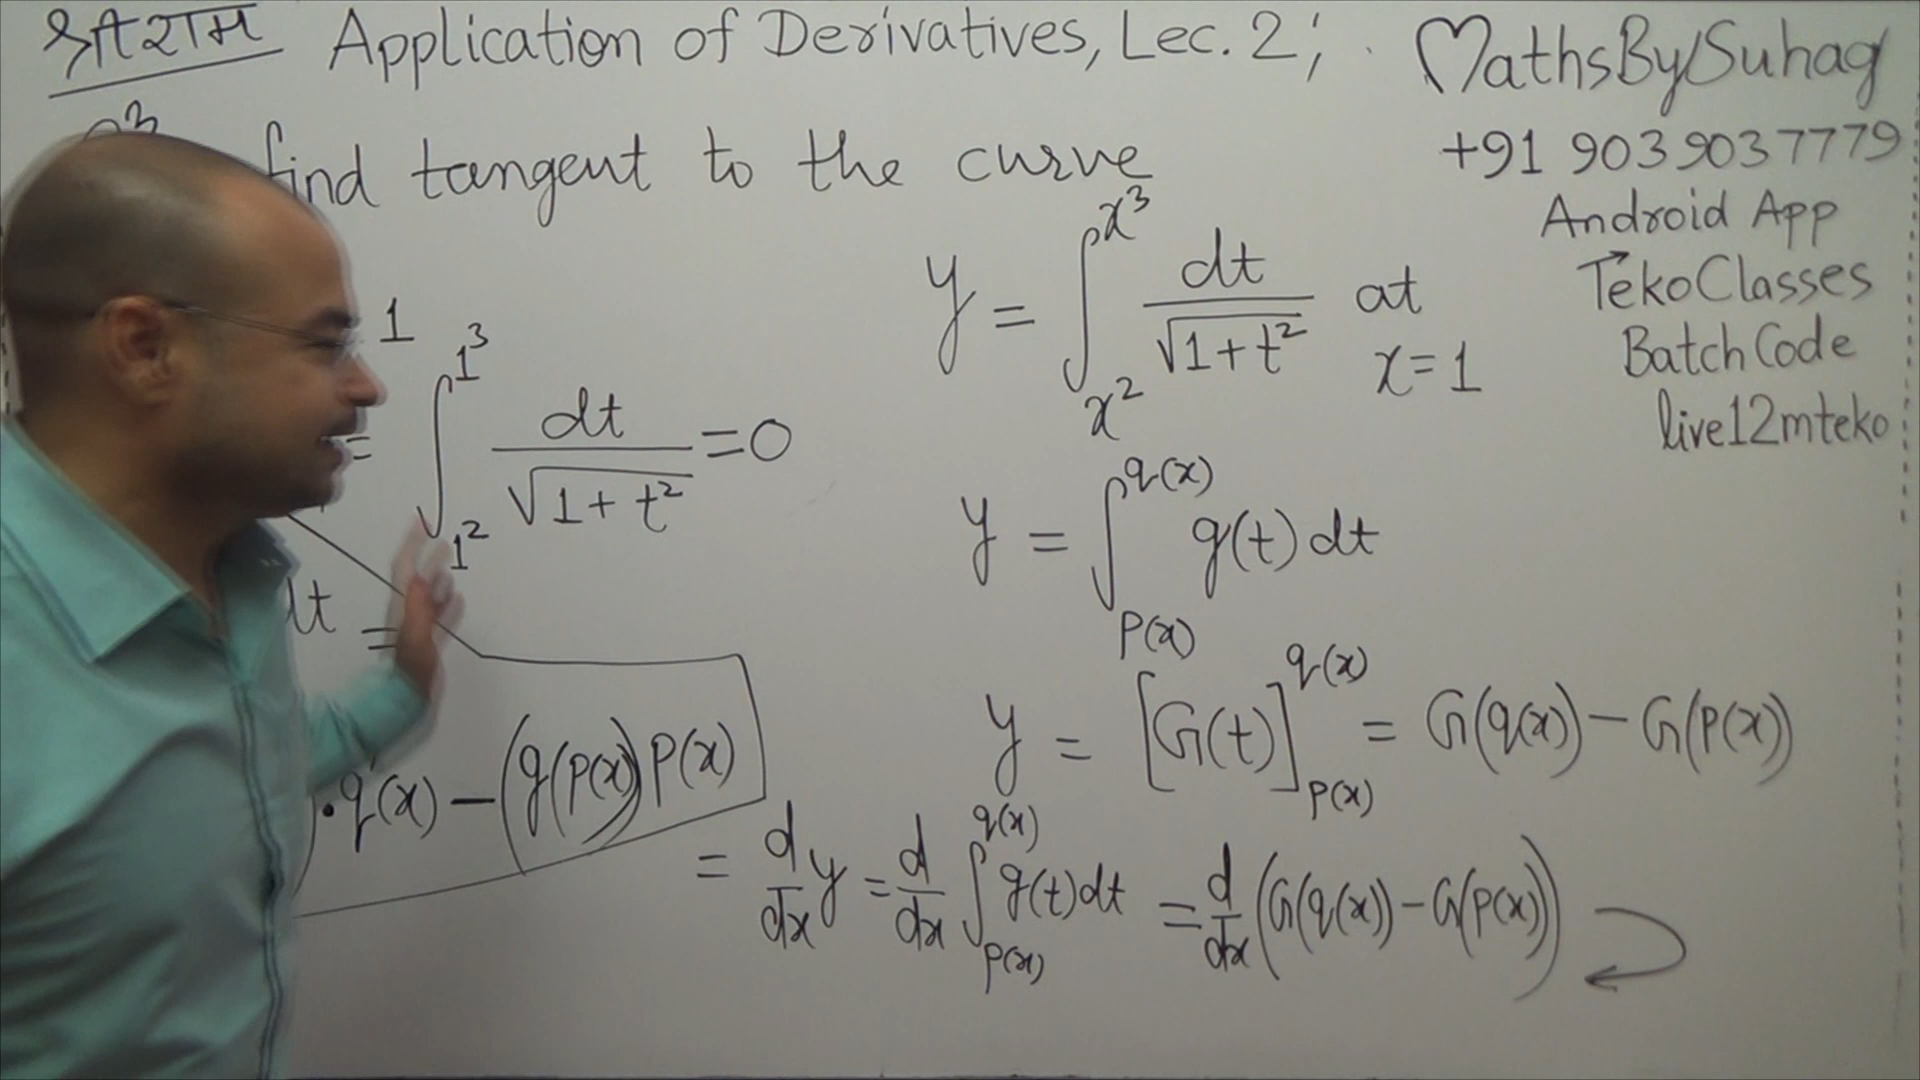 श्रीराम Application of Derivatives, Lec. 2;
MathsBySuhag
+91 9039037779
Android App
TekoClasses
Batch Code
live12mteko
find tangent to the curve
y = ∫_{x²}^{x³} dt/√(1+t²) at x=1
1
= ∫_{1²}^{1³} dt/√(1+t²) = 0
y = ∫_{p(x)}^{q(x)} g(t) dt
dt =
y = [G(t)]_{p(x)}^{q(x)} = G(q(x)) − G(p(x))
)·q'(x) − (g(p(x)) p(x)
= d/dx y = d/dx ∫_{p(x)}^{q(x)} g(t)dt = d/dx (G(q(x)) − G(p(x)))